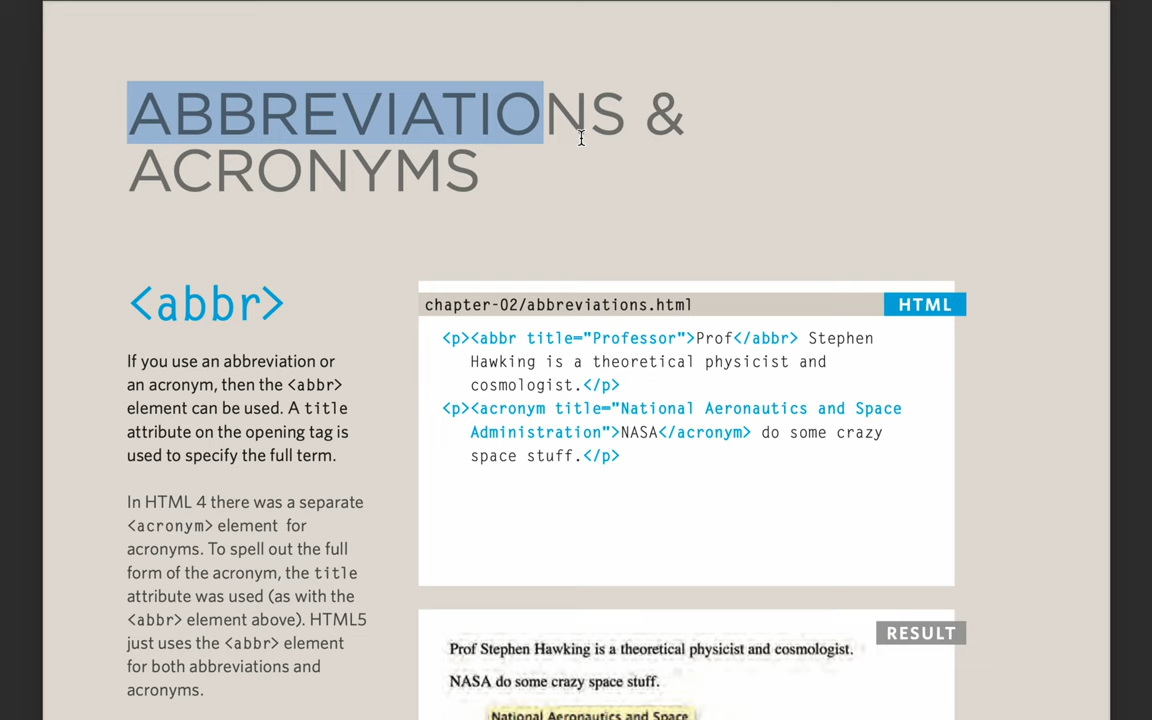 ABBREVIATIONS &
ACRONYMS
<abbr>
If you use an abbreviation or
an acronym, then the <abbr>
element can be used. A title
attribute on the opening tag is
used to specify the full term.
In HTML 4 there was a separate
<acronym> element for
acronyms. To spell out the full
form of the acronym, the title
attribute was used (as with the
<abbr> element above). HTML5
just uses the <abbr> element
for both abbreviations and
acronyms.
chapter-02/abbreviations.html HTML
<p><abbr title="Professor">Prof</abbr> Stephen
Hawking is a theoretical physicist and
cosmologist.</p>
<p><acronym title="National Aeronautics and Space
Administration">NASA</acronym> do some crazy
space stuff.</p>
RESULT
Prof Stephen Hawking is a theoretical physicist and cosmologist.
NASA do some crazy space stuff.
National Aeronautics and Space